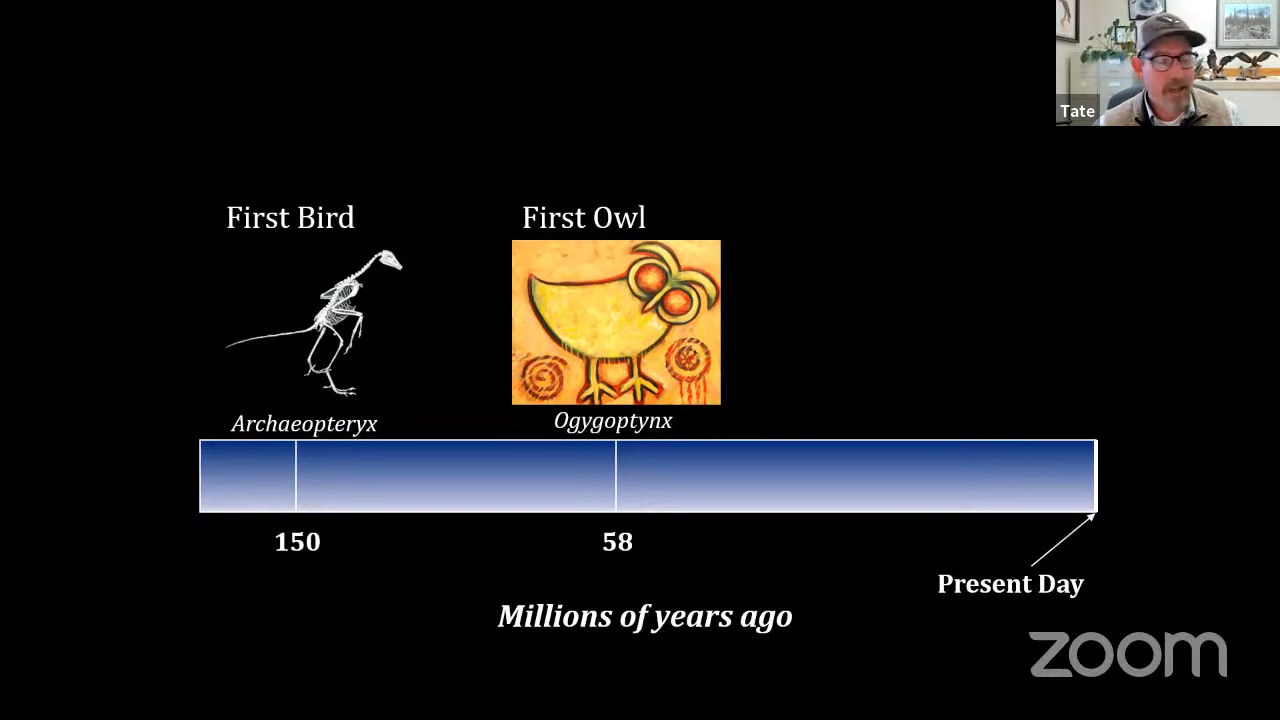 Tate
First Bird
First Owl
Archaeopteryx
Ogygoptynx
150
58
Present Day
Millions of years ago
zoom